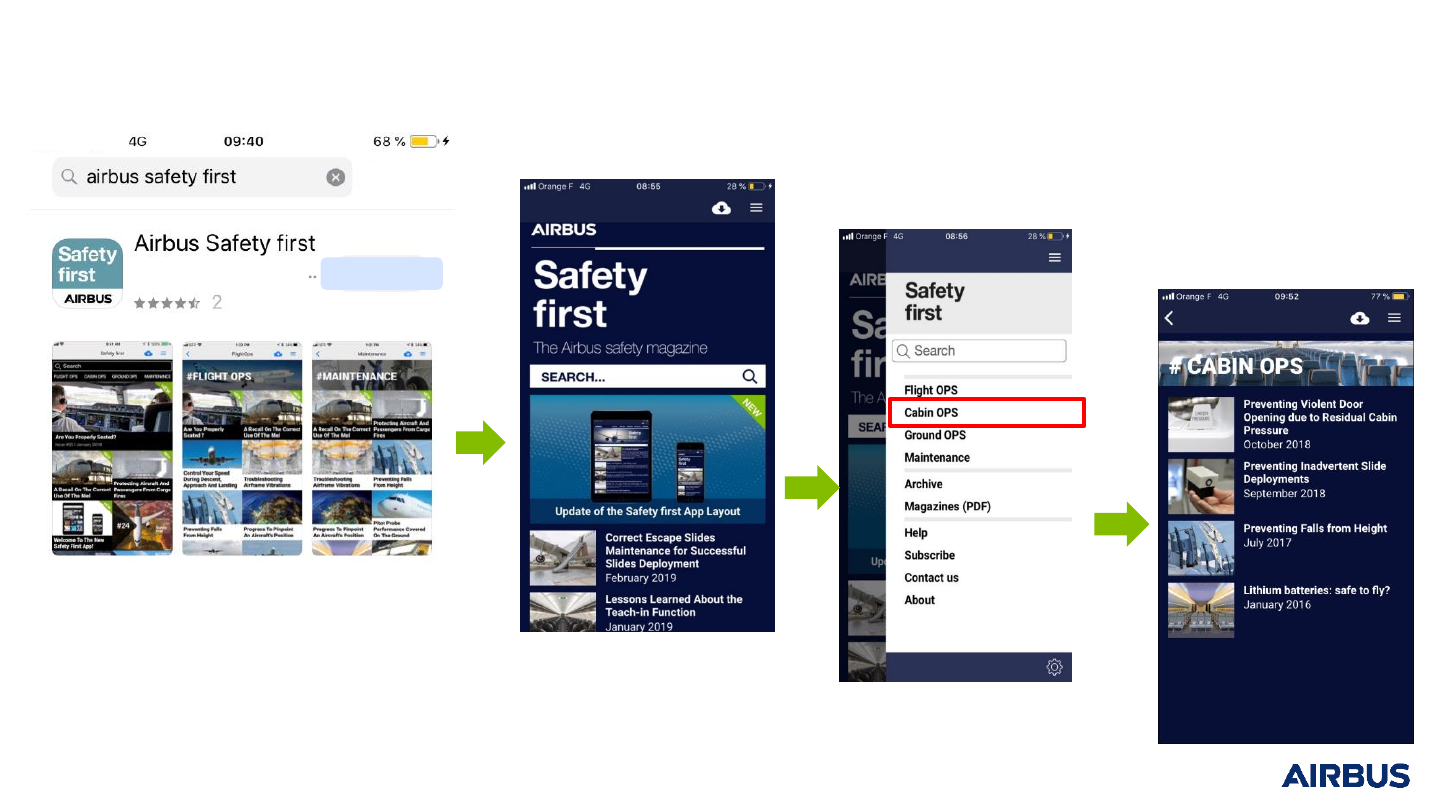 4G 09:40 68 %
airbus safety first
Airbus Safety first
Safety
first
AIRBUS
2
Safety first
Search
FLIGHT OPS CABIN OPS GROUND OPS MAINTENANCE
Are You Properly Seated?
A Recall On The Correct
Use Of The Mel
Protecting Aircraft And
Passengers From Cargo
Fires
Welcome To The New
Safety First App!
#24
FlightOps
#FLIGHT OPS
Are You Properly
Seated ?
A Recall On The Correct
Use Of The Mel
Control Your Speed
During Descent,
Approach And Landing
Troubleshooting
Airframe Vibrations
Preventing Falls
From Height
Progress To Pinpoint
An Aircraft's Position
Maintenance
#MAINTENANCE
A Recall On The Correct
Use Of The Mel
Protecting Aircraft And
Passengers From Cargo
Fires
Troubleshooting
Airframe Vibrations
Preventing Falls
From Height
Progress To Pinpoint
An Aircraft's Position
Pitot Probe
Performance Covered
On The Ground
Orange F 4G 08:55 28 %
AIRBUS
Safety
first
The Airbus safety magazine
SEARCH...
NEW
Update of the Safety first App Layout
Correct Escape Slides
Maintenance for Successful
Slides Deployment
February 2019
Lessons Learned About the
Teach-in Function
January 2019
Orange F 4G 08:56 28 %
AIRB
Sa
fir
The A
SEAR
Upd
Safety
first
Search
Flight OPS
Cabin OPS
Ground OPS
Maintenance
Archive
Magazines (PDF)
Help
Subscribe
Contact us
About
Orange F 4G 09:52 77 %
# CABIN OPS
Preventing Violent Door
Opening due to Residual Cabin
Pressure
October 2018
Preventing Inadvertent Slide
Deployments
September 2018
Preventing Falls from Height
July 2017
Lithium batteries: safe to fly?
January 2016
AIRBUS